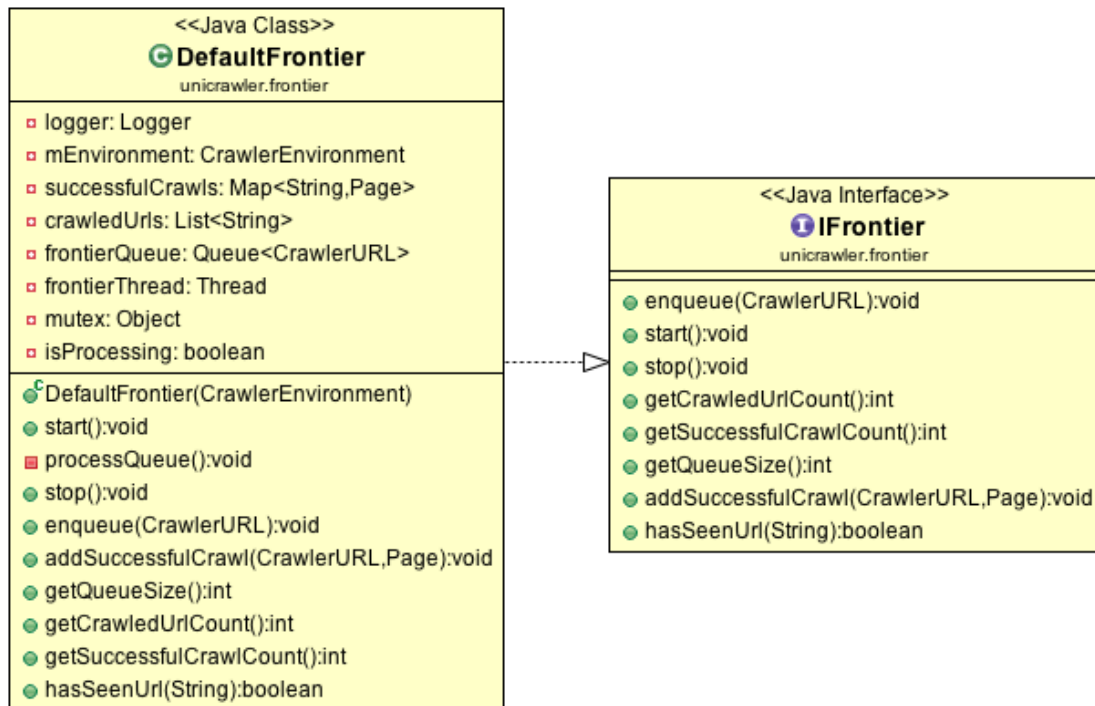 <<Java Class>>
DefaultFrontier
unicrawler.frontier
logger: Logger
mEnvironment: CrawlerEnvironment
successfulCrawls: Map<String,Page>
crawledUrls: List<String>
frontierQueue: Queue<CrawlerURL>
frontierThread: Thread
mutex: Object
isProcessing: boolean
DefaultFrontier(CrawlerEnvironment)
start():void
processQueue():void
stop():void
enqueue(CrawlerURL):void
addSuccessfulCrawl(CrawlerURL,Page):void
getQueueSize():int
getCrawledUrlCount():int
getSuccessfulCrawlCount():int
hasSeenUrl(String):boolean
<<Java Interface>>
IFrontier
unicrawler.frontier
enqueue(CrawlerURL):void
start():void
stop():void
getCrawledUrlCount():int
getSuccessfulCrawlCount():int
getQueueSize():int
addSuccessfulCrawl(CrawlerURL,Page):void
hasSeenUrl(String):boolean